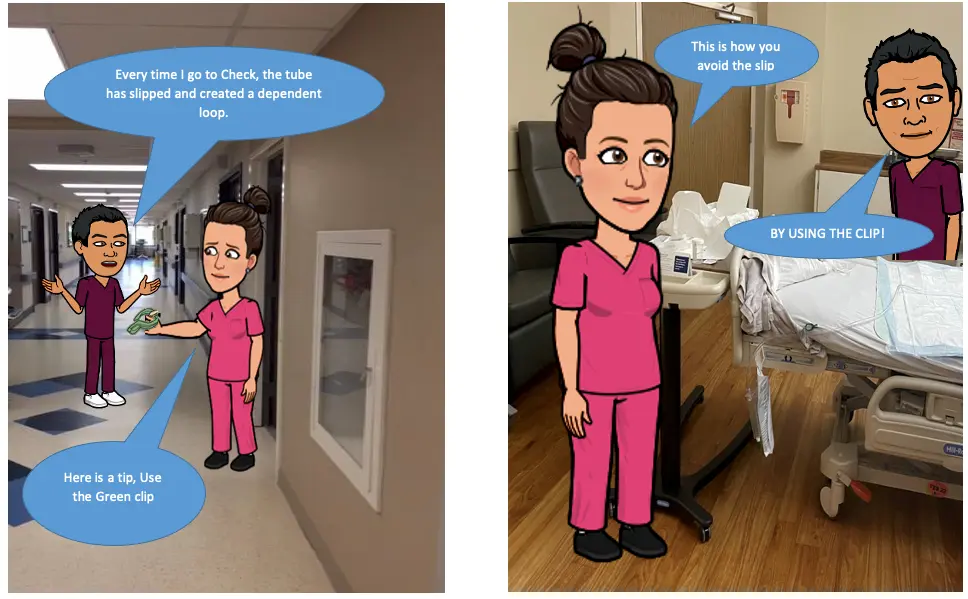 Every time I go to Check, the tube
has slipped and created a dependent
loop.
Here is a tip, Use
the Green clip
This is how you
avoid the slip
BY USING THE CLIP!